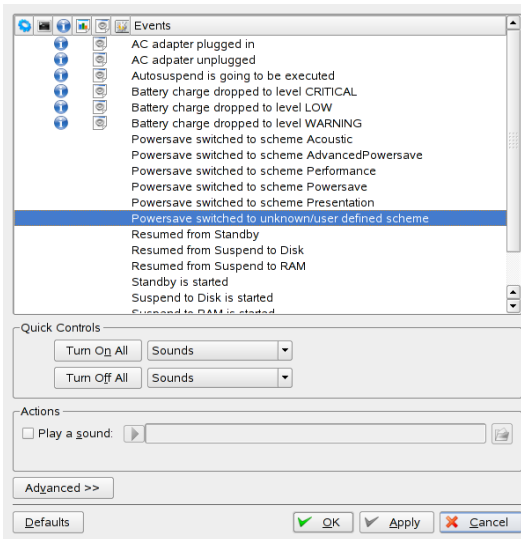 Events
AC adapter plugged in
AC adpater unplugged
Autosuspend is going to be executed
Battery charge dropped to level CRITICAL
Battery charge dropped to level LOW
Battery charge dropped to level WARNING
Powersave switched to scheme Acoustic
Powersave switched to scheme AdvancedPowersave
Powersave switched to scheme Performance
Powersave switched to scheme Powersave
Powersave switched to scheme Presentation
Powersave switched to unknown/user defined scheme
Resumed from Standby
Resumed from Suspend to Disk
Resumed from Suspend to RAM
Standby is started
Suspend to Disk is started
Suspend to RAM is started
Quick Controls
Turn On All Sounds
Turn Off All Sounds
Actions
Play a sound:
Advanced >>
Defaults OK Apply Cancel